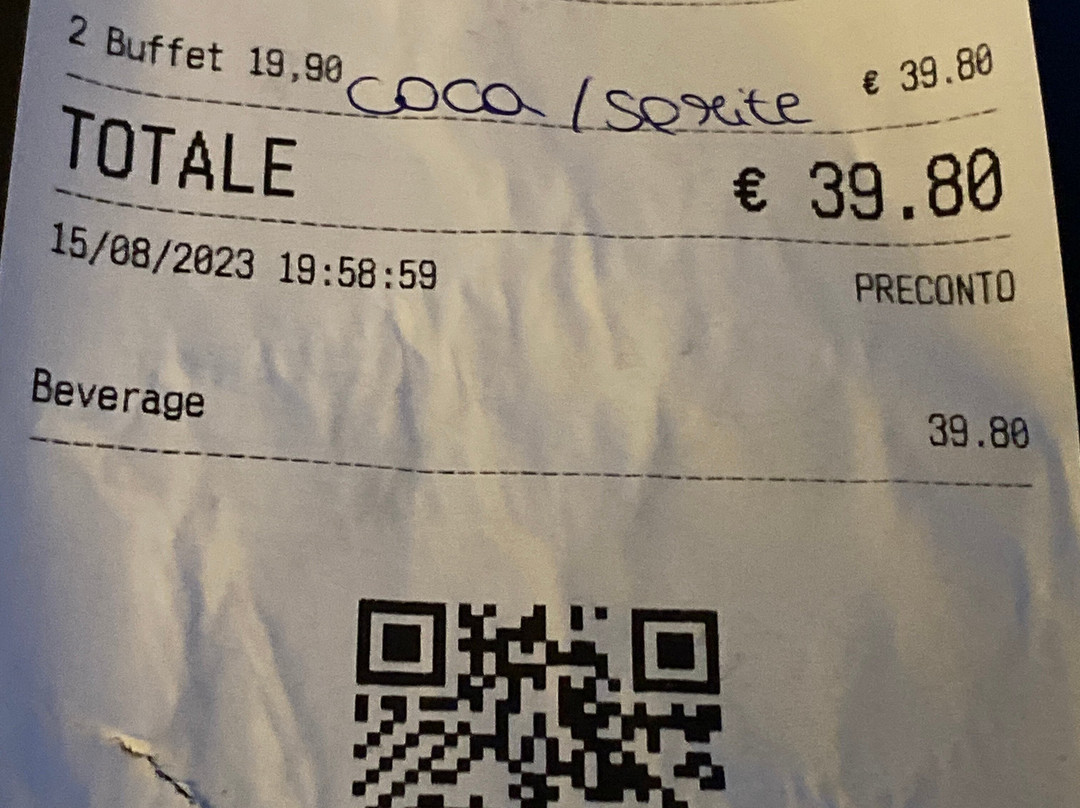 2 Buffet 19,90 coca / sprite € 39.80
TOTALE € 39.80
15/08/2023 19:58:59 PRECONTO
Beverage 39.80